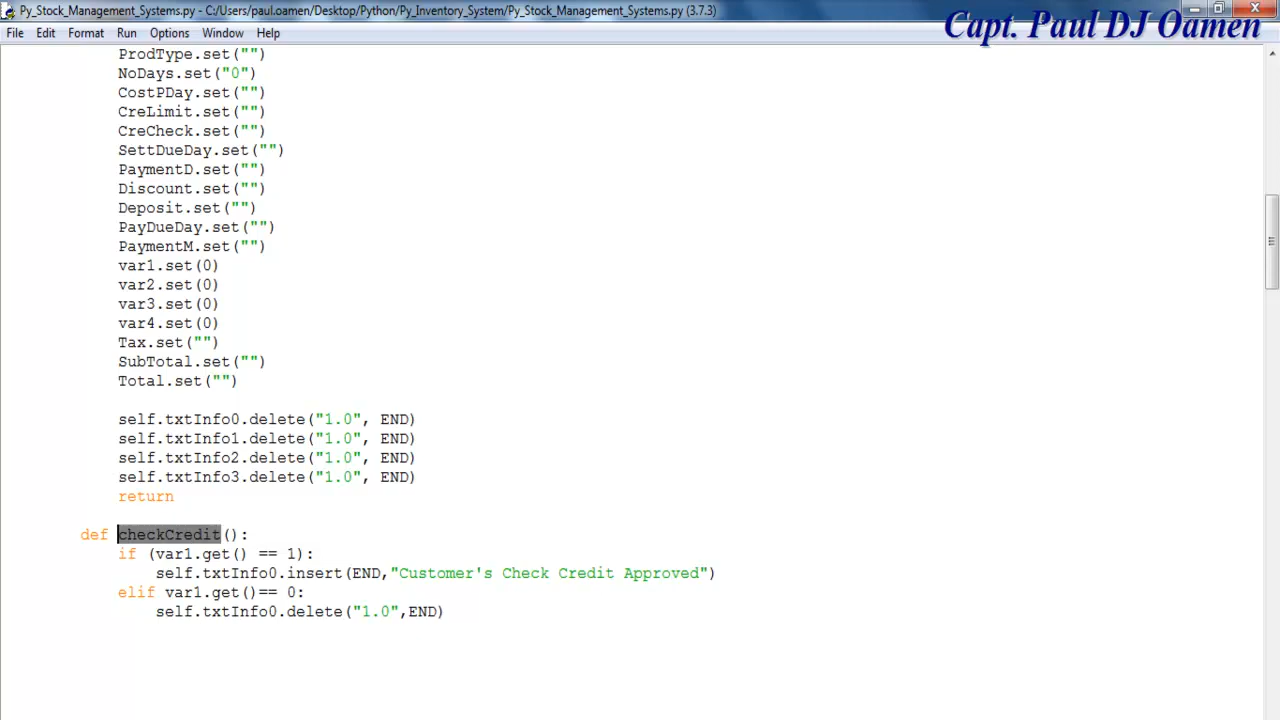 Py_Stock_Management_Systems.py - C:/Users/paul.oamen/Desktop/Python/Py_Inventory_System/Py_Stock_Management_Systems.py (3.7.3)
Capt. Paul DJ Oamen
File Edit Format Run Options Window Help
ProdType.set("")
NoDays.set("0")
CostPDay.set("")
CreLimit.set("")
CreCheck.set("")
SettDueDay.set("")
PaymentD.set("")
Discount.set("")
Deposit.set("")
PayDueDay.set("")
PaymentM.set("")
var1.set(0)
var2.set(0)
var3.set(0)
var4.set(0)
Tax.set("")
SubTotal.set("")
Total.set("")
self.txtInfo0.delete("1.0", END)
self.txtInfo1.delete("1.0", END)
self.txtInfo2.delete("1.0", END)
self.txtInfo3.delete("1.0", END)
return
def checkCredit():
if (var1.get() == 1):
self.txtInfo0.insert(END,"Customer's Check Credit Approved")
elif var1.get()== 0:
self.txtInfo0.delete("1.0",END)